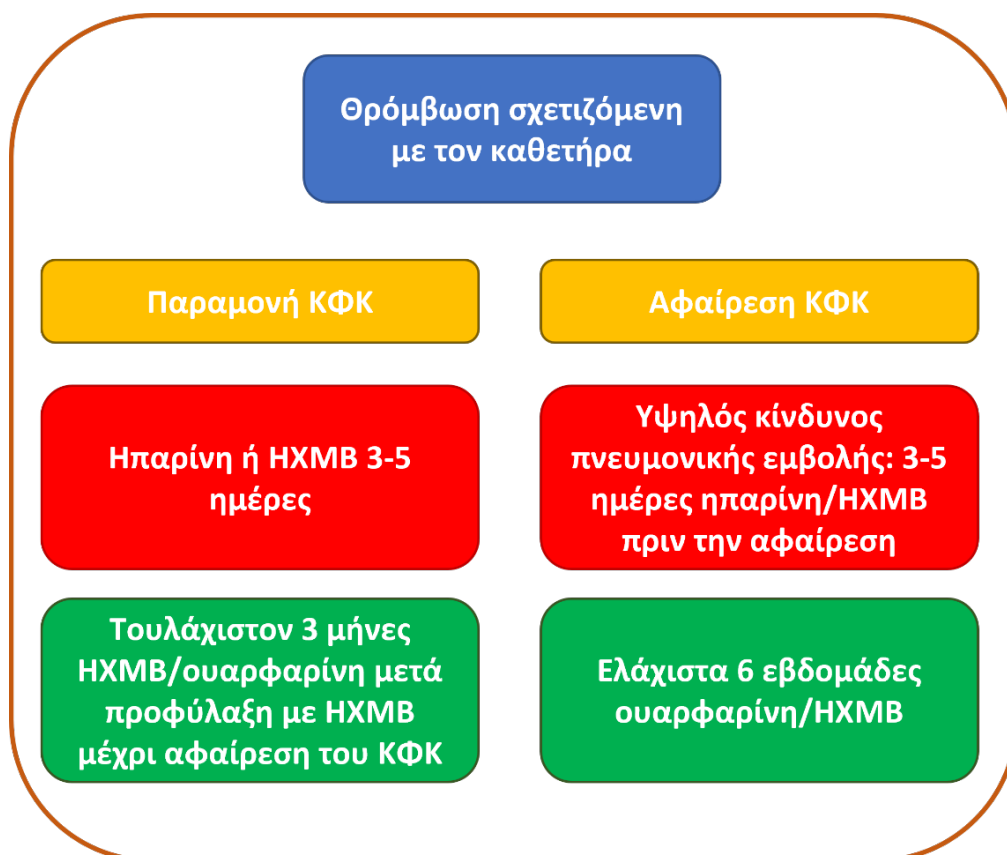 Θρόμβωση σχετιζόμενη
με τον καθετήρα
Παραμονή ΚΦΚ
Αφαίρεση ΚΦΚ
Ηπαρίνη ή ΗΧΜΒ 3-5
ημέρες
Υψηλός κίνδυνος
πνευμονικής εμβολής: 3-5
ημέρες ηπαρίνη/ΗΧΜΒ
πριν την αφαίρεση
Τουλάχιστον 3 μήνες
ΗΧΜΒ/ουαρφαρίνη μετά
προφύλαξη με ΗΧΜΒ
μέχρι αφαίρεση του ΚΦΚ
Ελάχιστα 6 εβδομάδες
ουαρφαρίνη/ΗΧΜΒ